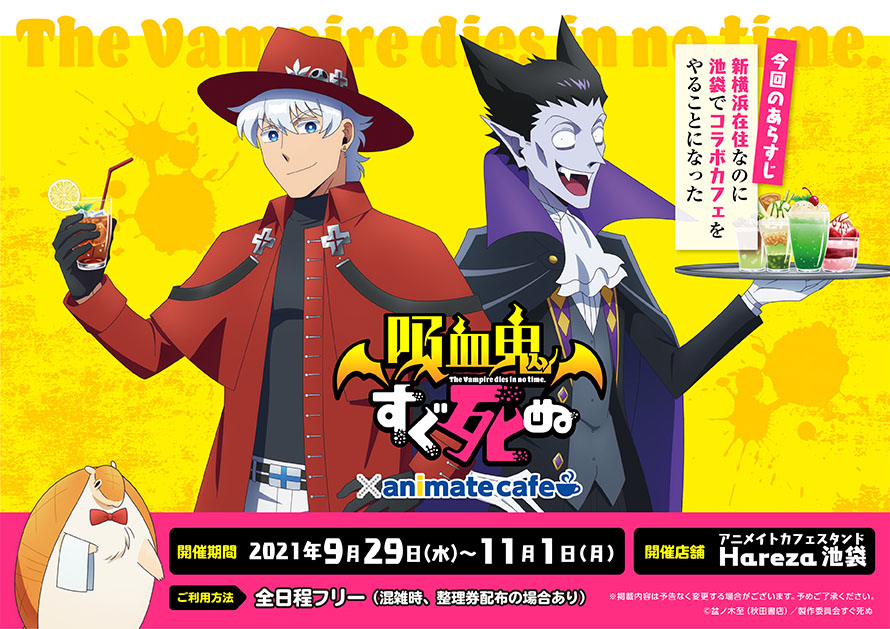 The Vampire dies in no time.
今回のあらすじ
新横浜在住なのに
池袋でコラボカフェを
やることになった
吸血鬼
The Vampire dies in no time.
すぐ死ぬ
×animate cafe
開催期間 2021年9月29日(水)〜11月1日(月)
開催店舗 アニメイトカフェスタンド
Hareza池袋
ご利用方法 全日程フリー(混雑時、整理券配布の場合あり)
※掲載内容は予告なく変更する場合がございます。予めご了承ください。
©盆ノ木至(秋田書店)/製作委員会すぐ死ぬ